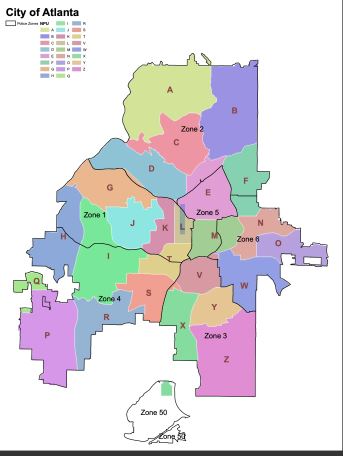 City of Atlanta
Police Zones
NPU
A
B
C
Zone 2
D
G
E
F
Zone 1
J
K
L
Zone 5
H
M
N
Zone 6
O
I
T
V
Q
Zone 4
S
W
P
R
X
Y
Zone 3
Z
Zone 50
Zone 50